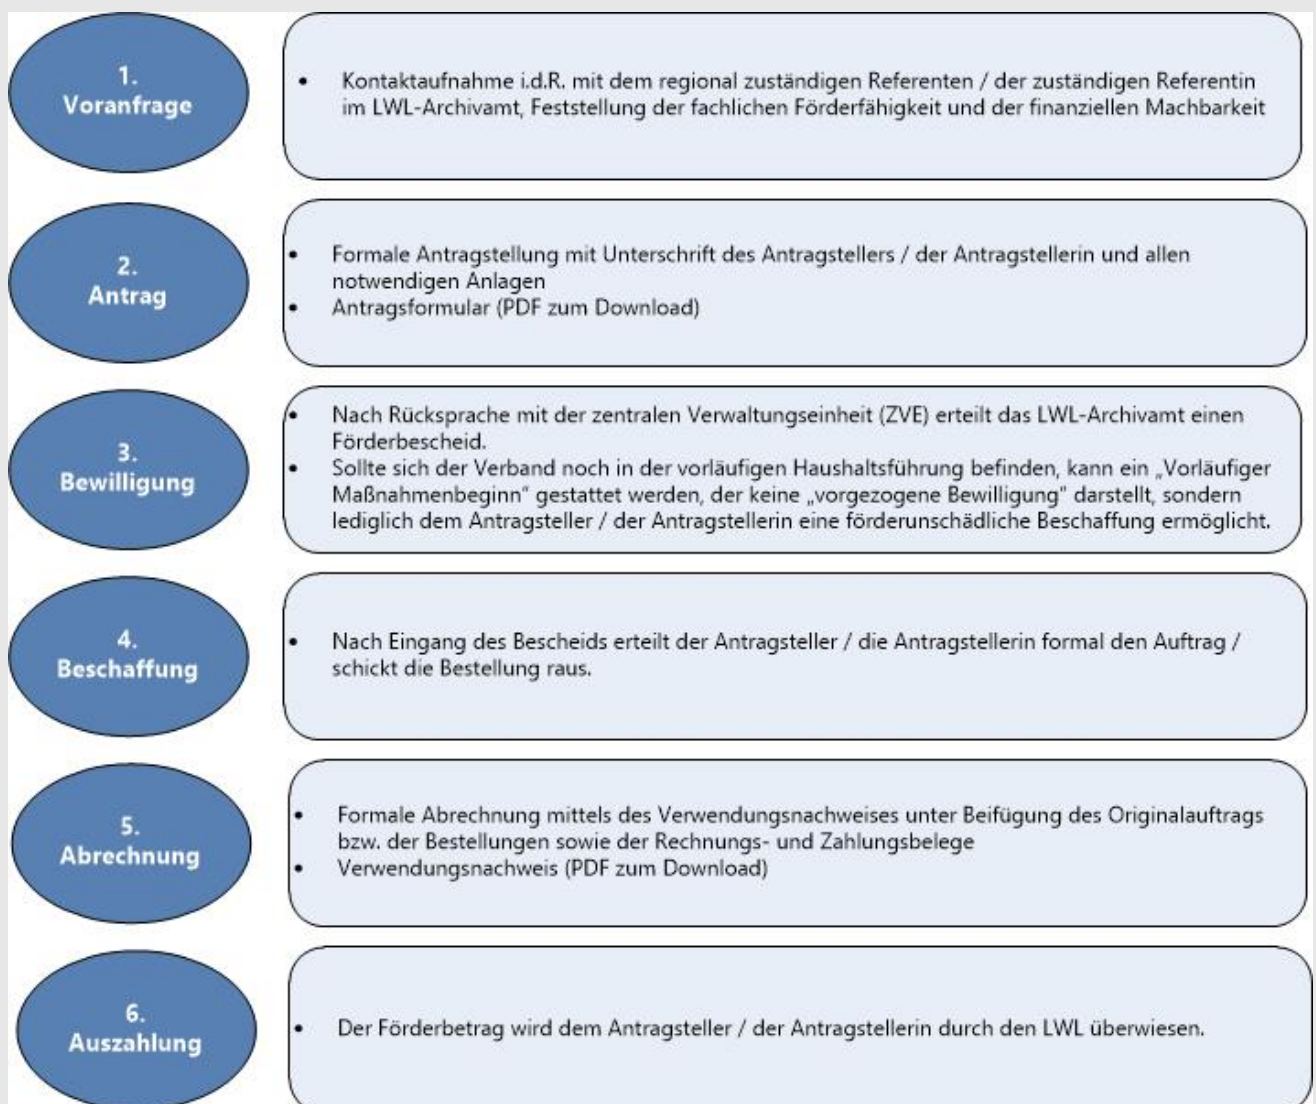 1.
Voranfrage
• Kontaktaufnahme i.d.R. mit dem regional zuständigen Referenten / der zuständigen Referentin
im LWL-Archivamt, Feststellung der fachlichen Förderfähigkeit und der finanziellen Machbarkeit
2.
Antrag
• Formale Antragstellung mit Unterschrift des Antragstellers / der Antragstellerin und allen
notwendigen Anlagen
• Antragsformular (PDF zum Download)
3.
Bewilligung
• Nach Rücksprache mit der zentralen Verwaltungseinheit (ZVE) erteilt das LWL-Archivamt einen
Förderbescheid.
• Sollte sich der Verband noch in der vorläufigen Haushaltsführung befinden, kann ein „Vorläufiger
Maßnahmenbeginn“ gestattet werden, der keine „vorgezogene Bewilligung“ darstellt, sondern
lediglich dem Antragsteller / der Antragstellerin eine förderunschädliche Beschaffung ermöglicht.
4.
Beschaffung
• Nach Eingang des Bescheids erteilt der Antragsteller / die Antragstellerin formal den Auftrag /
schickt die Bestellung raus.
5.
Abrechnung
• Formale Abrechnung mittels des Verwendungsnachweises unter Beifügung des Originalauftrags
bzw. der Bestellungen sowie der Rechnungs- und Zahlungsbelege
• Verwendungsnachweis (PDF zum Download)
6.
Auszahlung
• Der Förderbetrag wird dem Antragsteller / der Antragstellerin durch den LWL überwiesen.